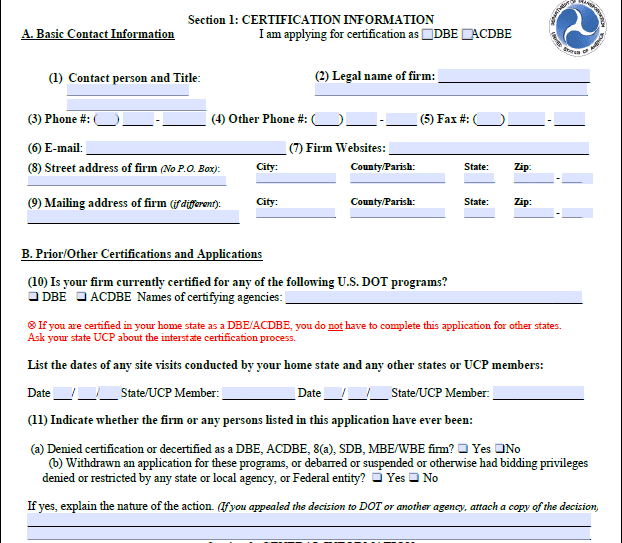 Section 1: CERTIFICATION INFORMATION
A. Basic Contact Information
I am applying for certification as ☐DBE ☐ACDBE
DEPARTMENT OF TRANSPORTATION
UNITED STATES OF AMERICA
(1) Contact person and Title:
(2) Legal name of firm:
(3) Phone #: ( ) - (4) Other Phone #: ( ) - (5) Fax #: ( ) -
(6) E-mail: (7) Firm Websites:
(8) Street address of firm (No P.O. Box): City: County/Parish: State: Zip: -
(9) Mailing address of firm (if different): City: County/Parish: State: Zip: -
B. Prior/Other Certifications and Applications
(10) Is your firm currently certified for any of the following U.S. DOT programs?
❑ DBE ❑ ACDBE Names of certifying agencies:
⊗ If you are certified in your home state as a DBE/ACDBE, you do not have to complete this application for other states.
Ask your state UCP about the interstate certification process.
List the dates of any site visits conducted by your home state and any other states or UCP members:
Date / / State/UCP Member: Date / / State/UCP Member:
(11) Indicate whether the firm or any persons listed in this application have ever been:
(a) Denied certification or decertified as a DBE, ACDBE, 8(a), SDB, MBE/WBE firm? ❑ Yes ❑No
(b) Withdrawn an application for these programs, or debarred or suspended or otherwise had bidding privileges
denied or restricted by any state or local agency, or Federal entity? ❑ Yes ❑ No
If yes, explain the nature of the action. (If you appealed the decision to DOT or another agency, attach a copy of the decision)